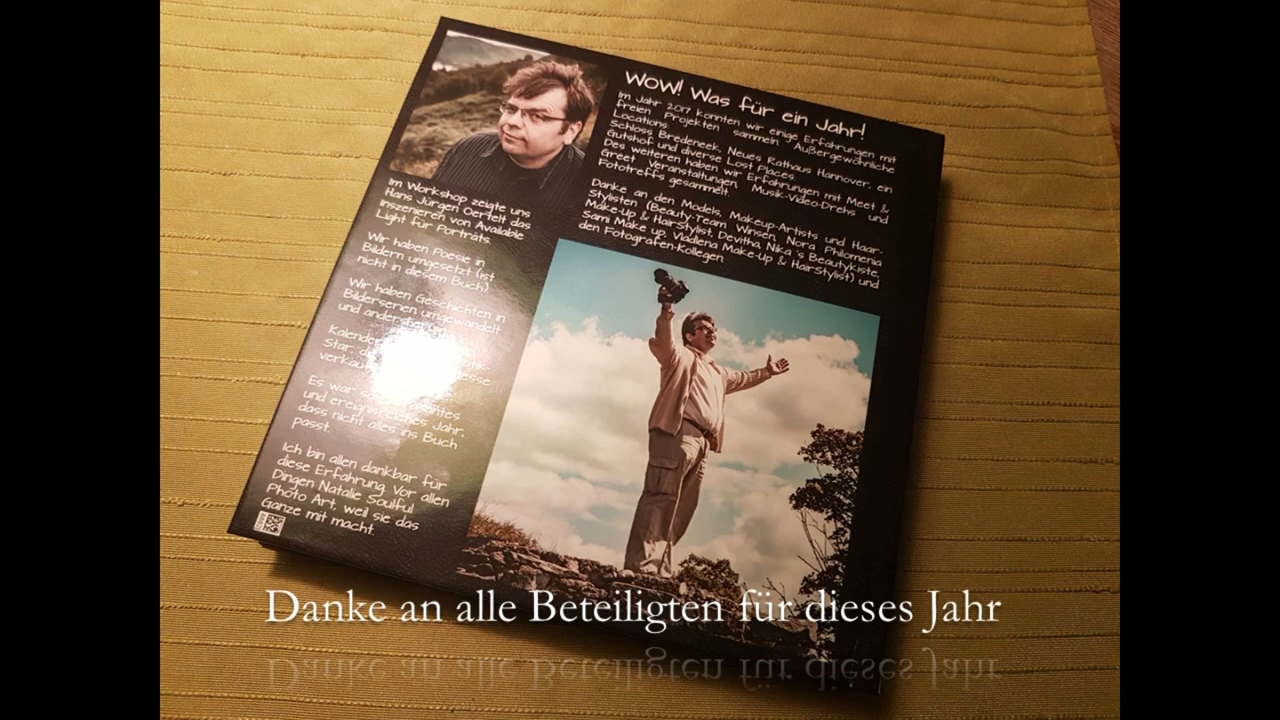 Wow! Was für ein Jahr!
Im Jahr 2017 konnten wir einige Erfahrungen mit
freien Projekten sammeln. Außergewöhnliche
Locations
Schloss Bredeneek, Neues Rathaus Hannover, ein
Gutshof und diverse Lost Places.
Des weiteren haben wir Erfahrungen mit Meet &
Greet Veranstaltungen, Musik-Video-Drehs und
Fototreffs gesammelt.
Danke an den Models, Makeup-Artists und Haar-
Stylisten (Beauty-Team Winsen, Nora Philomenia
Make-Up & HairStylist, Devitha, Nika´s Beautykiste,
Sami Make up, Vladlena Make-Up & HairStylist) und
den Fotografen-Kollegen.
Im Workshop zeigte uns
Hans Jürgen Oertelt das
Inszenieren von Available
Light für Porträts.
Wir haben Poesie in
Bildern umgesetzt (ist
nicht in diesem Buch)
Wir haben Geschichten in
Bilderserien umgewandelt
und
Kalender
Star
verkau
Es war
und ereignisreiches Jahr,
dass nicht alles ins Buch
passt.
Ich bin allen dankbar für
diese Erfahrung. Vor allen
Dingen Natalie Soulful
Photo Art, weil sie das
Ganze mit macht.
Danke an alle Beteiligten für dieses Jahr